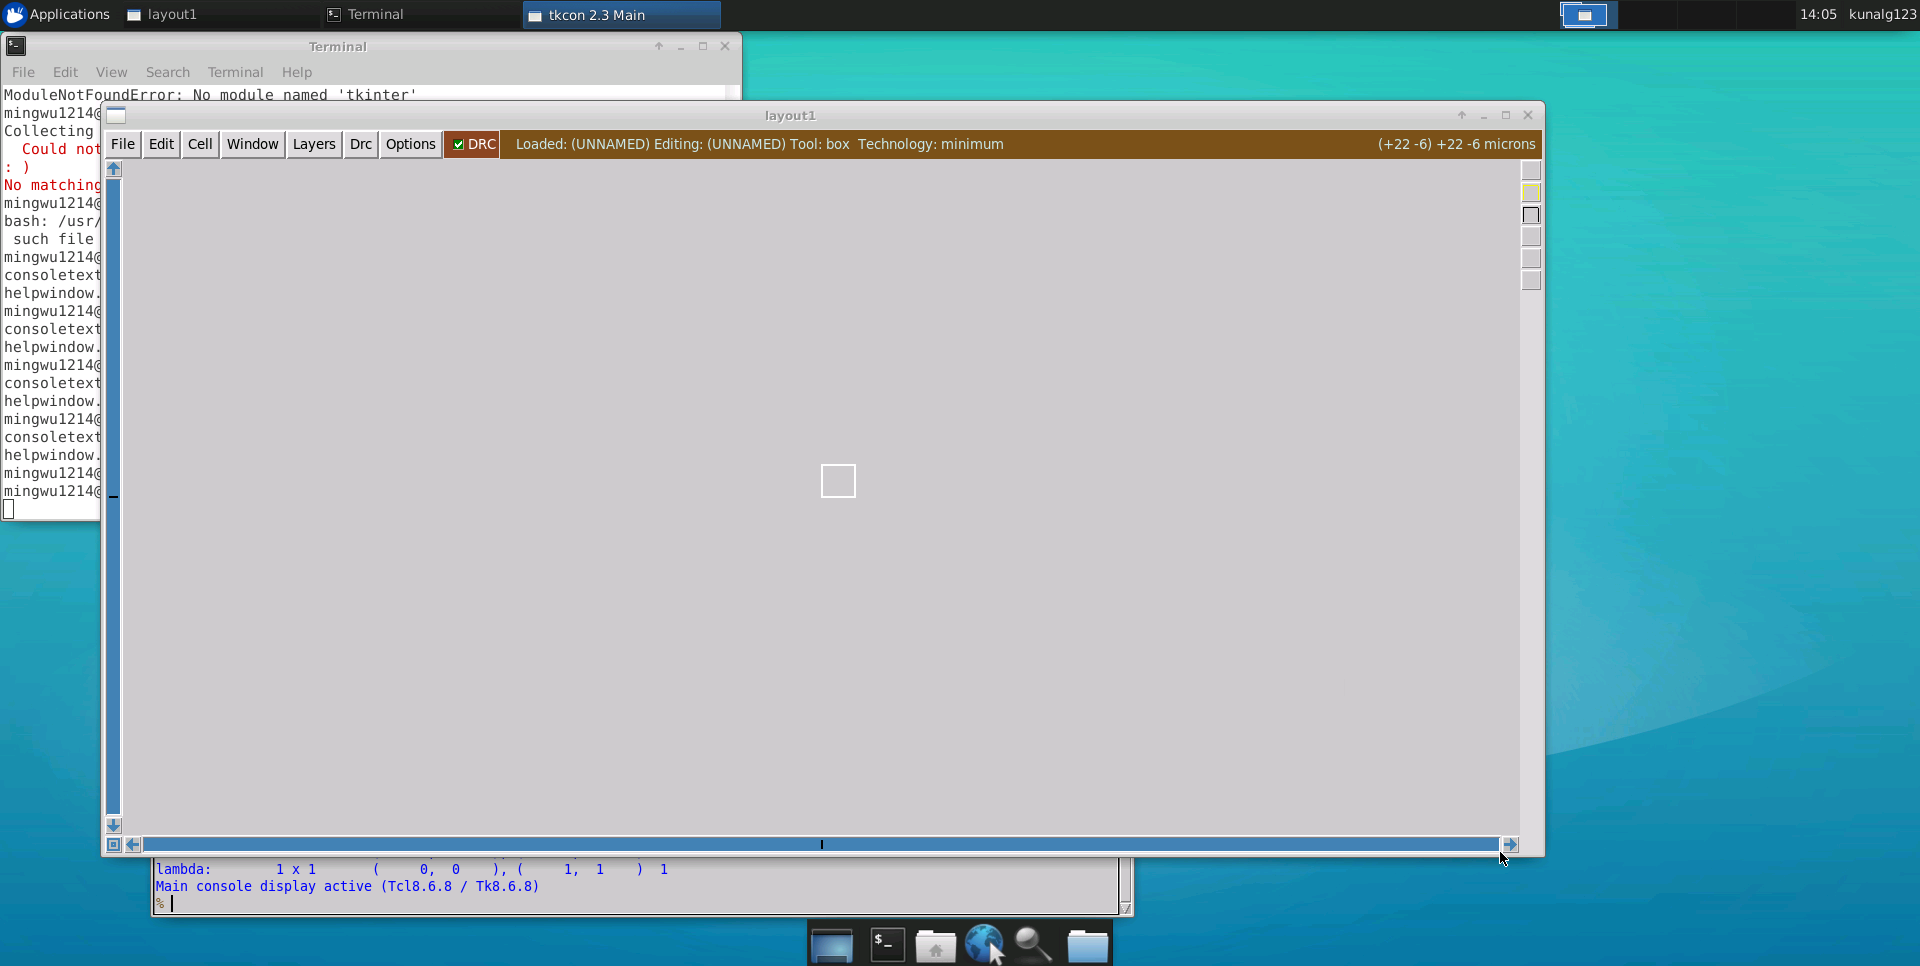 Applications layout1 Terminal tkcon 2.3 Main 14:05 kunalg123
Terminal
File Edit View Search Terminal Help
ModuleNotFoundError: No module named 'tkinter'
mingwu1214@
Collecting
Could not
: )
No matching
mingwu1214@
bash: /usr/
such file
mingwu1214@
consoletext
helpwindow.
mingwu1214@
consoletext
helpwindow.
mingwu1214@
consoletext
helpwindow.
mingwu1214@
consoletext
helpwindow.
mingwu1214@
mingwu1214@
layout1
File Edit Cell Window Layers Drc Options DRC Loaded: (UNNAMED) Editing: (UNNAMED) Tool: box Technology: minimum (+22 -6) +22 -6 microns
lambda: 1 x 1 ( 0, 0 ), ( 1, 1 ) 1
Main console display active (Tcl8.6.8 / Tk8.6.8)
%
$_